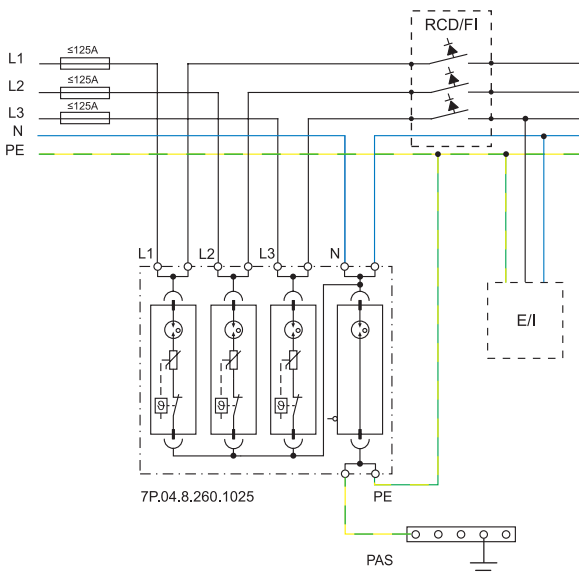 RCD/FI
L1
≤125A
L2
≤125A
L3
≤125A
N
PE
L1
L2
L3
N
E/I
ϑ
ϑ
ϑ
7P.04.8.260.1025
PE
PAS